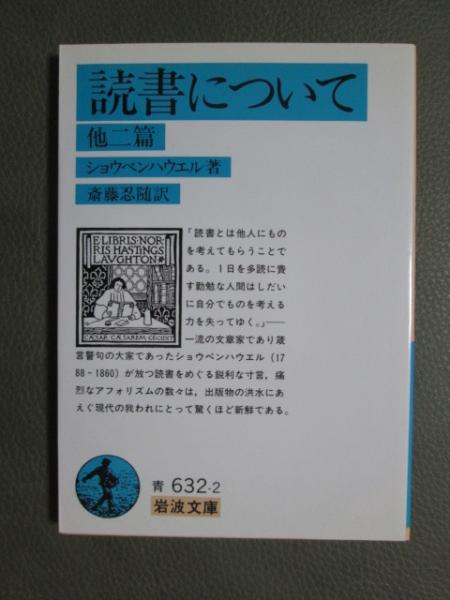 読書について
他二篇
ショウペンハウエル著
斎藤忍随訳
EX·LIBRIS·NOR-
RIS HASTINGS
LAVGHTON
CAESAR CAESAREM CECIDIT
「読書とは他人にもの
を考えてもらうことで
ある。1日を多読に費
す勤勉な人間はしだい
に自分でものを考える
力を失ってゆく。」――
一流の文章家であり箴
言警句の大家であったショウペンハウエル（17
88－1860）が放つ読書をめぐる鋭利な寸言、痛
烈なアフォリズムの数々は、出版物の洪水にあ
えぐ現代の我われにとって驚くほど新鮮である。
青 632-2
岩波文庫